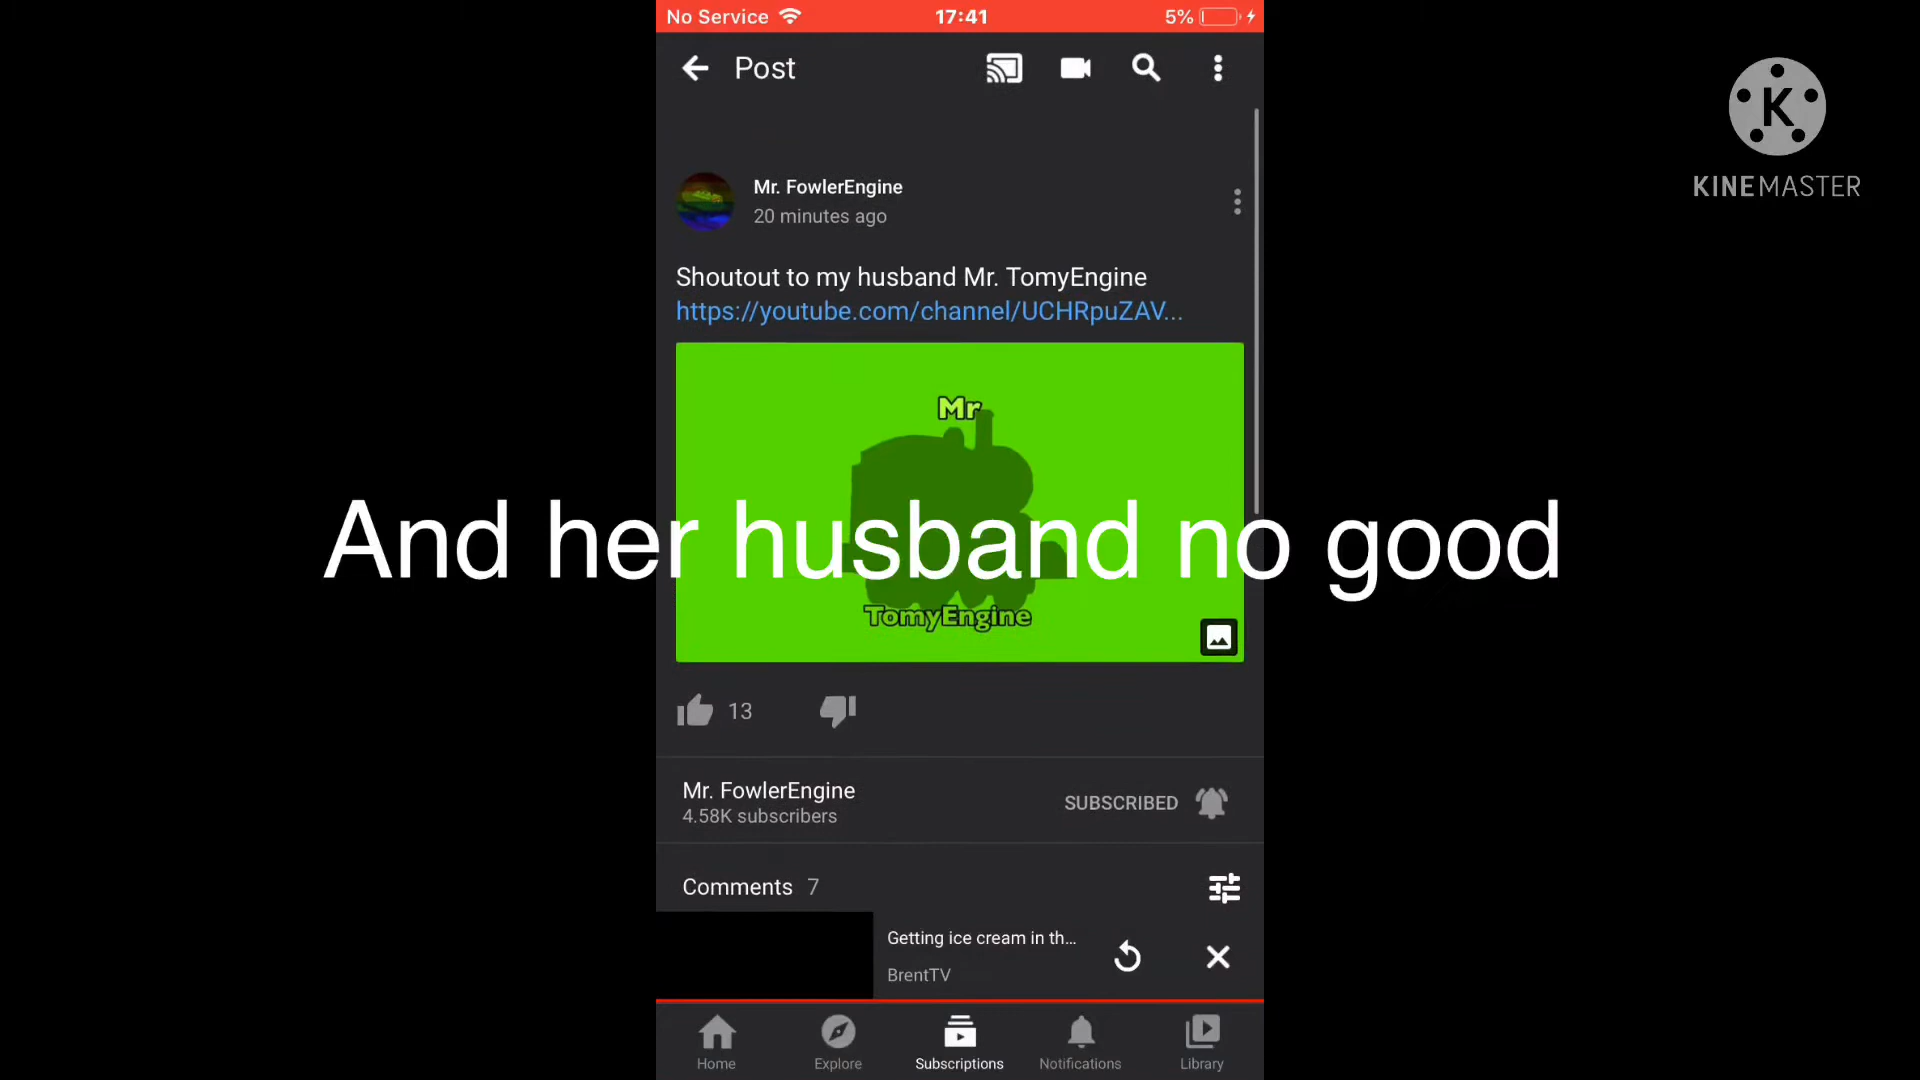 No Service
17:41
5%
Post
K
KINEMASTER
Mr. FowlerEngine
20 minutes ago
Shoutout to my husband Mr. TomyEngine
https://youtube.com/channel/UCHRpuZAV...
Mr
And her husband no good
TomyEngine
13
Mr. FowlerEngine
4.58K subscribers
SUBSCRIBED
Comments 7
Getting ice cream in th...
BrentTV
Home
Explore
Subscriptions
Notifications
Library